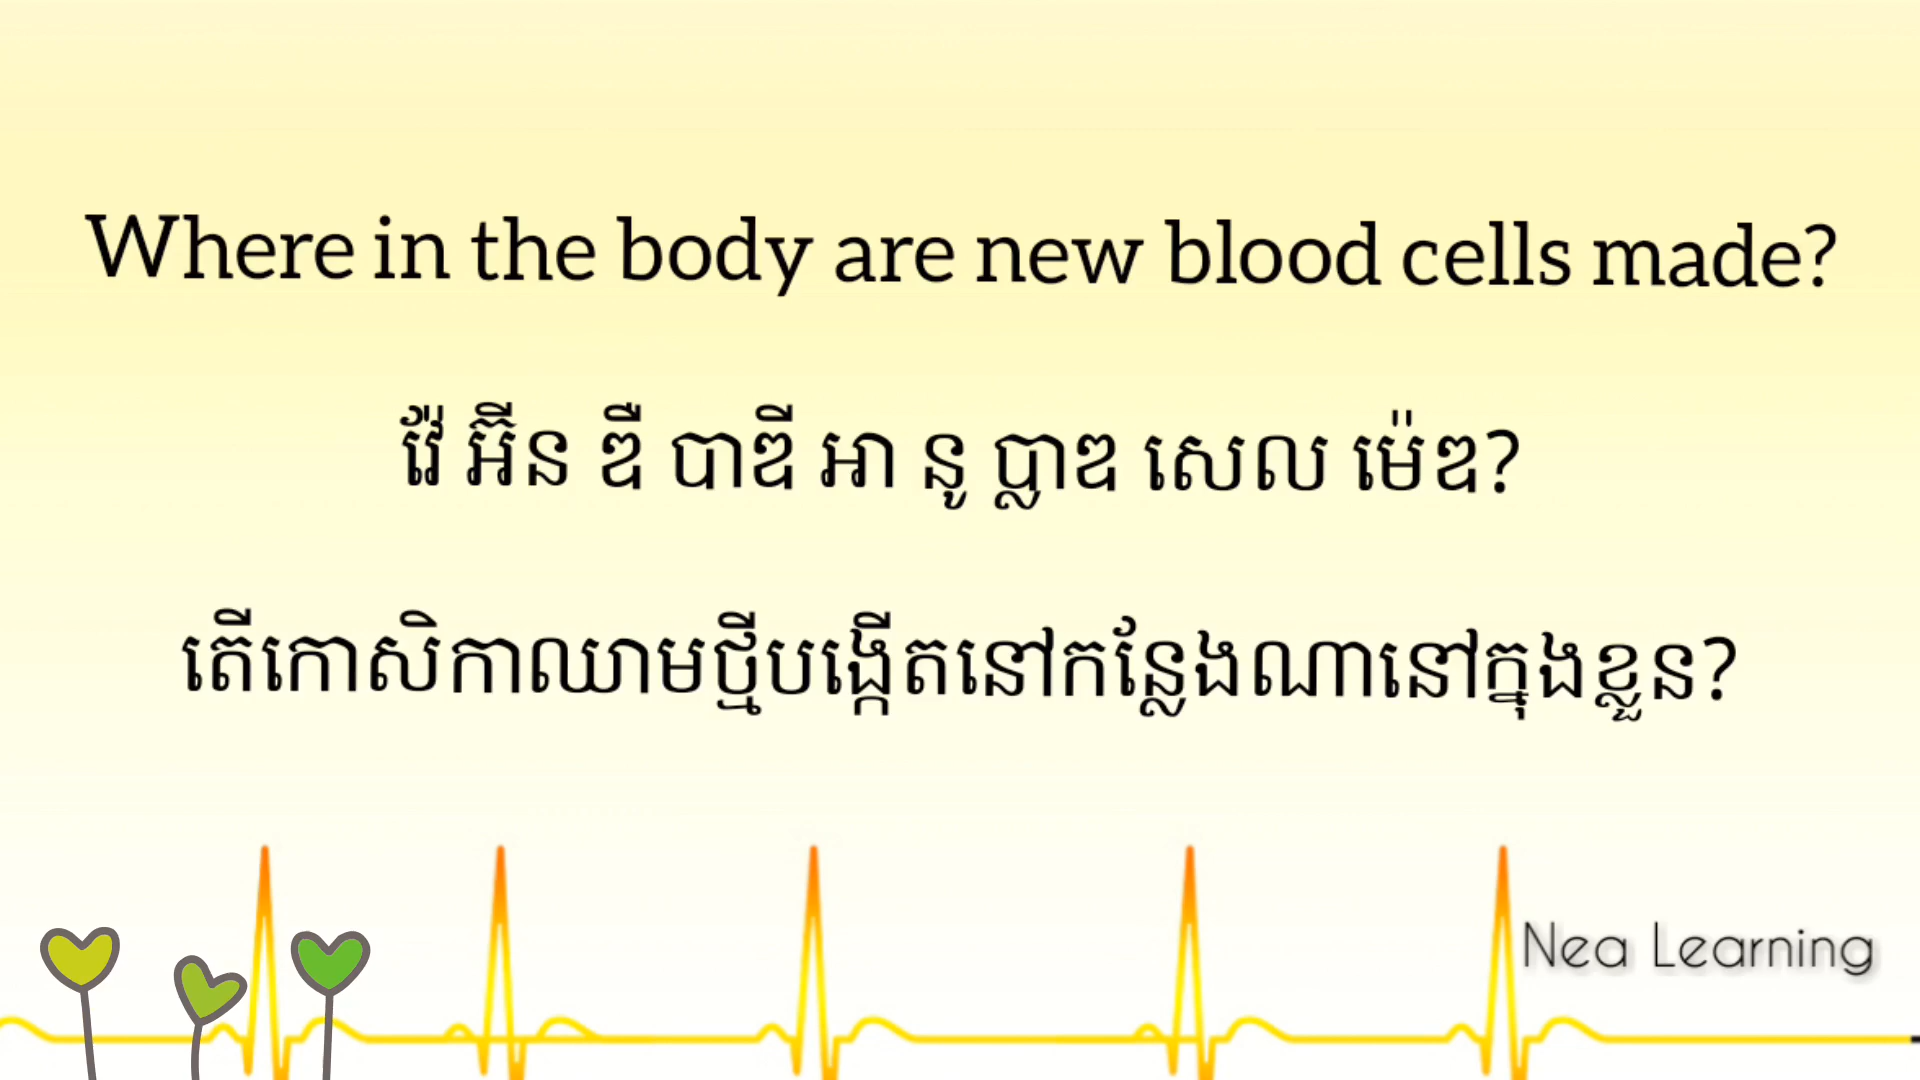 Where in the body are new blood cells made?
វ៉ែ អ៊ីន ឌឺ បាឌី អា នូ ប្លាឌ សេល ម៉េឌ?
តើកោសិកាឈាមថ្មីបង្កើតនៅកន្លែងណានៅក្នុងខ្លួន?
Nea Learning